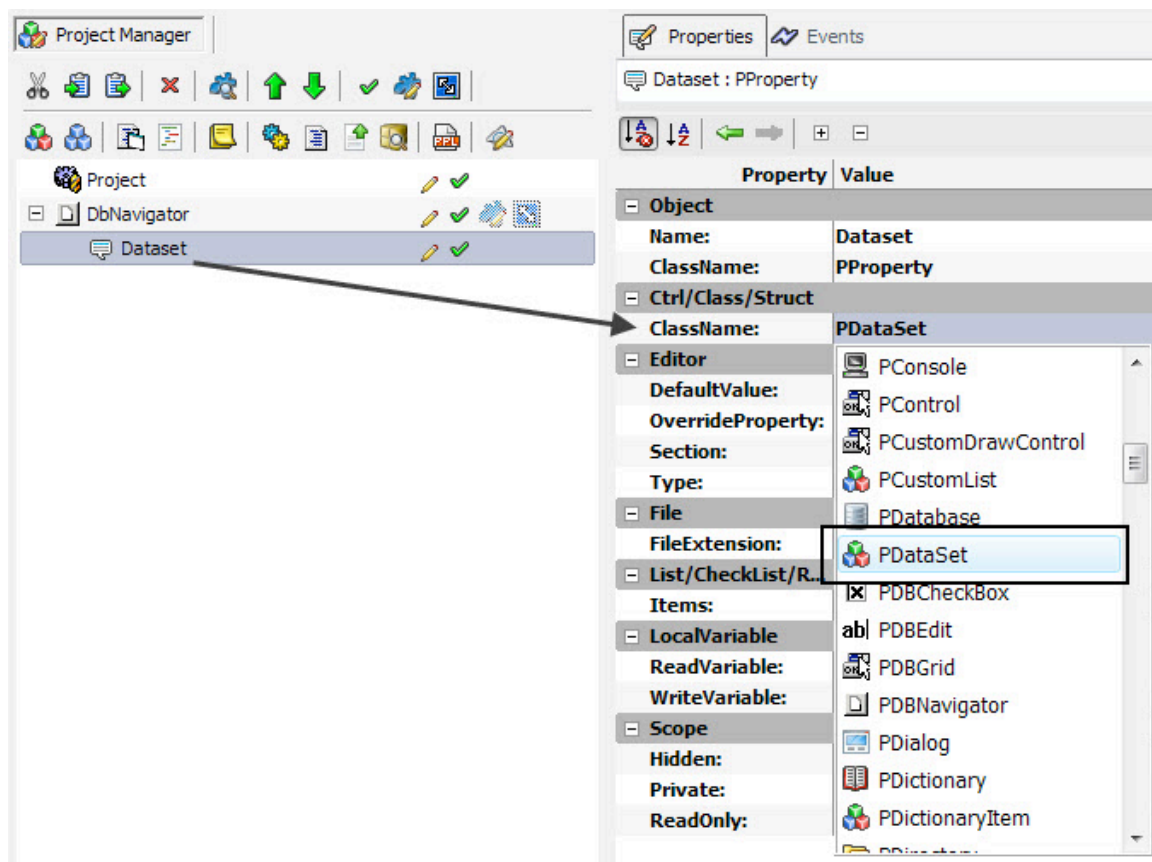 Project Manager
Project
DbNavigator
Dataset
Properties
Events
Dataset : PProperty
Property Value
Object
Name: Dataset
ClassName: PProperty
Ctrl/Class/Struct
ClassName: PDataSet
Editor
DefaultValue:
OverrideProperty:
Section:
Type:
File
FileExtension:
List/CheckList/R...
Items:
LocalVariable
ReadVariable:
WriteVariable:
Scope
Hidden:
Private:
ReadOnly:
PConsole
PControl
PCustomDrawControl
PCustomList
PDatabase
PDataSet
PDBCheckBox
ab| PDBEdit
PDBGrid
PDBNavigator
PDialog
PDictionary
PDictionaryItem